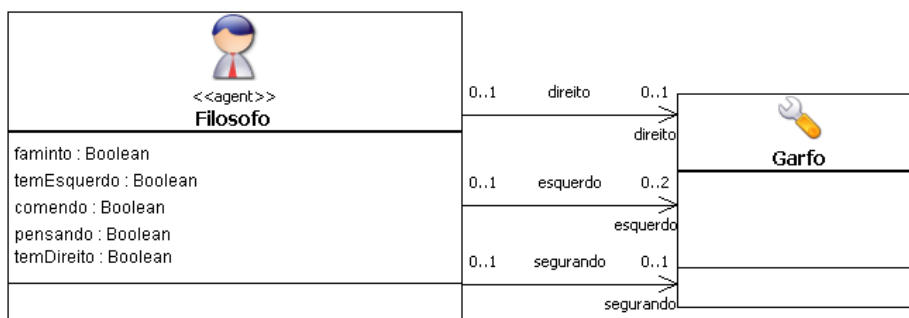 <<agent>>
Filosofo
faminto : Boolean
temEsquerdo : Boolean
comendo : Boolean
pensando : Boolean
temDireito : Boolean
0..1 direito 0..1
direito
0..1 esquerdo 0..2
esquerdo
0..1 segurando 0..1
segurando
Garfo